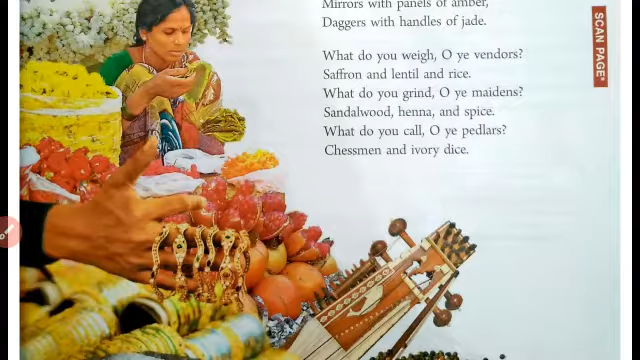 Mirrors with panels of amber,
Daggers with handles of jade.
What do you weigh, O ye vendors?
Saffron and lentil and rice.
What do you grind, O ye maidens?
Sandalwood, henna, and spice.
What do you call, O ye pedlars?
Chessmen and ivory dice.
SCAN PAGE